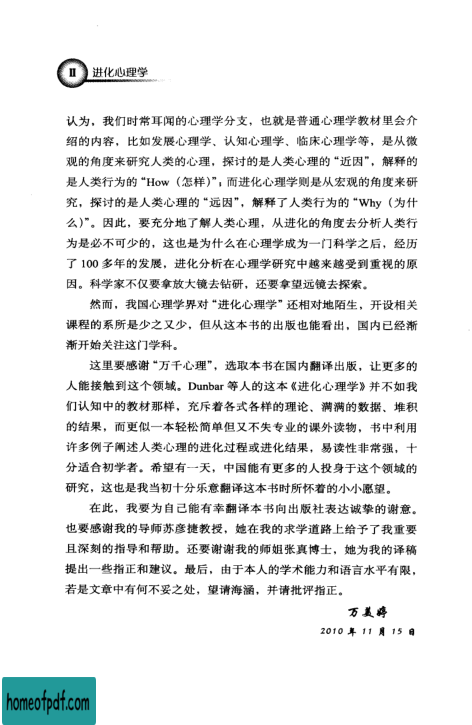 II 进化心理学
认为，我们时常耳闻的心理学分支，也就是普通心理学教材里会介
绍的内容，比如发展心理学、认知心理学、临床心理学等，是从微
观的角度来研究人类的心理，探讨的是人类心理的“近因”，解释的
是人类行为的“How（怎样）”；而进化心理学则是从宏观的角度来研
究，探讨的是人类心理的“远因”，解释了人类行为的“Why（为什
么）”。因此，要充分地了解人类心理，从进化的角度去分析人类行
为是必不可少的，这也是为什么在心理学成为一门科学之后，经历
了 100 多年的发展，进化分析在心理学研究中越来越受到重视的原
因。科学家不仅要拿放大镜去钻研，还要拿望远镜去探索。
然而，我国心理学界对“进化心理学”还相对地陌生，开设相关
课程的系所是少之又少，但从这本书的出版也能看出，国内已经渐
渐开始关注这门学科。
这里要感谢“万千心理”，选取本书在国内翻译出版，让更多的
人能接触到这个领域。Dunbar 等人的这本《进化心理学》并不如我
们认知中的教材那样，充斥着各式各样的理论、满满的数据、堆积
的结果，而更似一本轻松简单但又不失专业的课外读物，书中利用
许多例子阐述人类心理的进化过程或进化结果，易读性非常强，十
分适合初学者。希望有一天，中国能有更多的人投身于这个领域的
研究，这也是我当初十分乐意翻译这本书时所怀着的小小愿望。
在此，我要为自己能有幸翻译本书向出版社表达诚挚的谢意。
也要感谢我的导师苏彦捷教授，她在我的求学道路上给予了我重要
且深刻的指导和帮助。还要谢谢我的师姐张真博士，她为我的译稿
提出一些指正和建议。最后，由于本人的学术能力和语言水平有限，
若是文章中有何不妥之处，望请海涵，并请批评指正。
万美婷
2010 年 11 月 15 日
homeofpdf.com